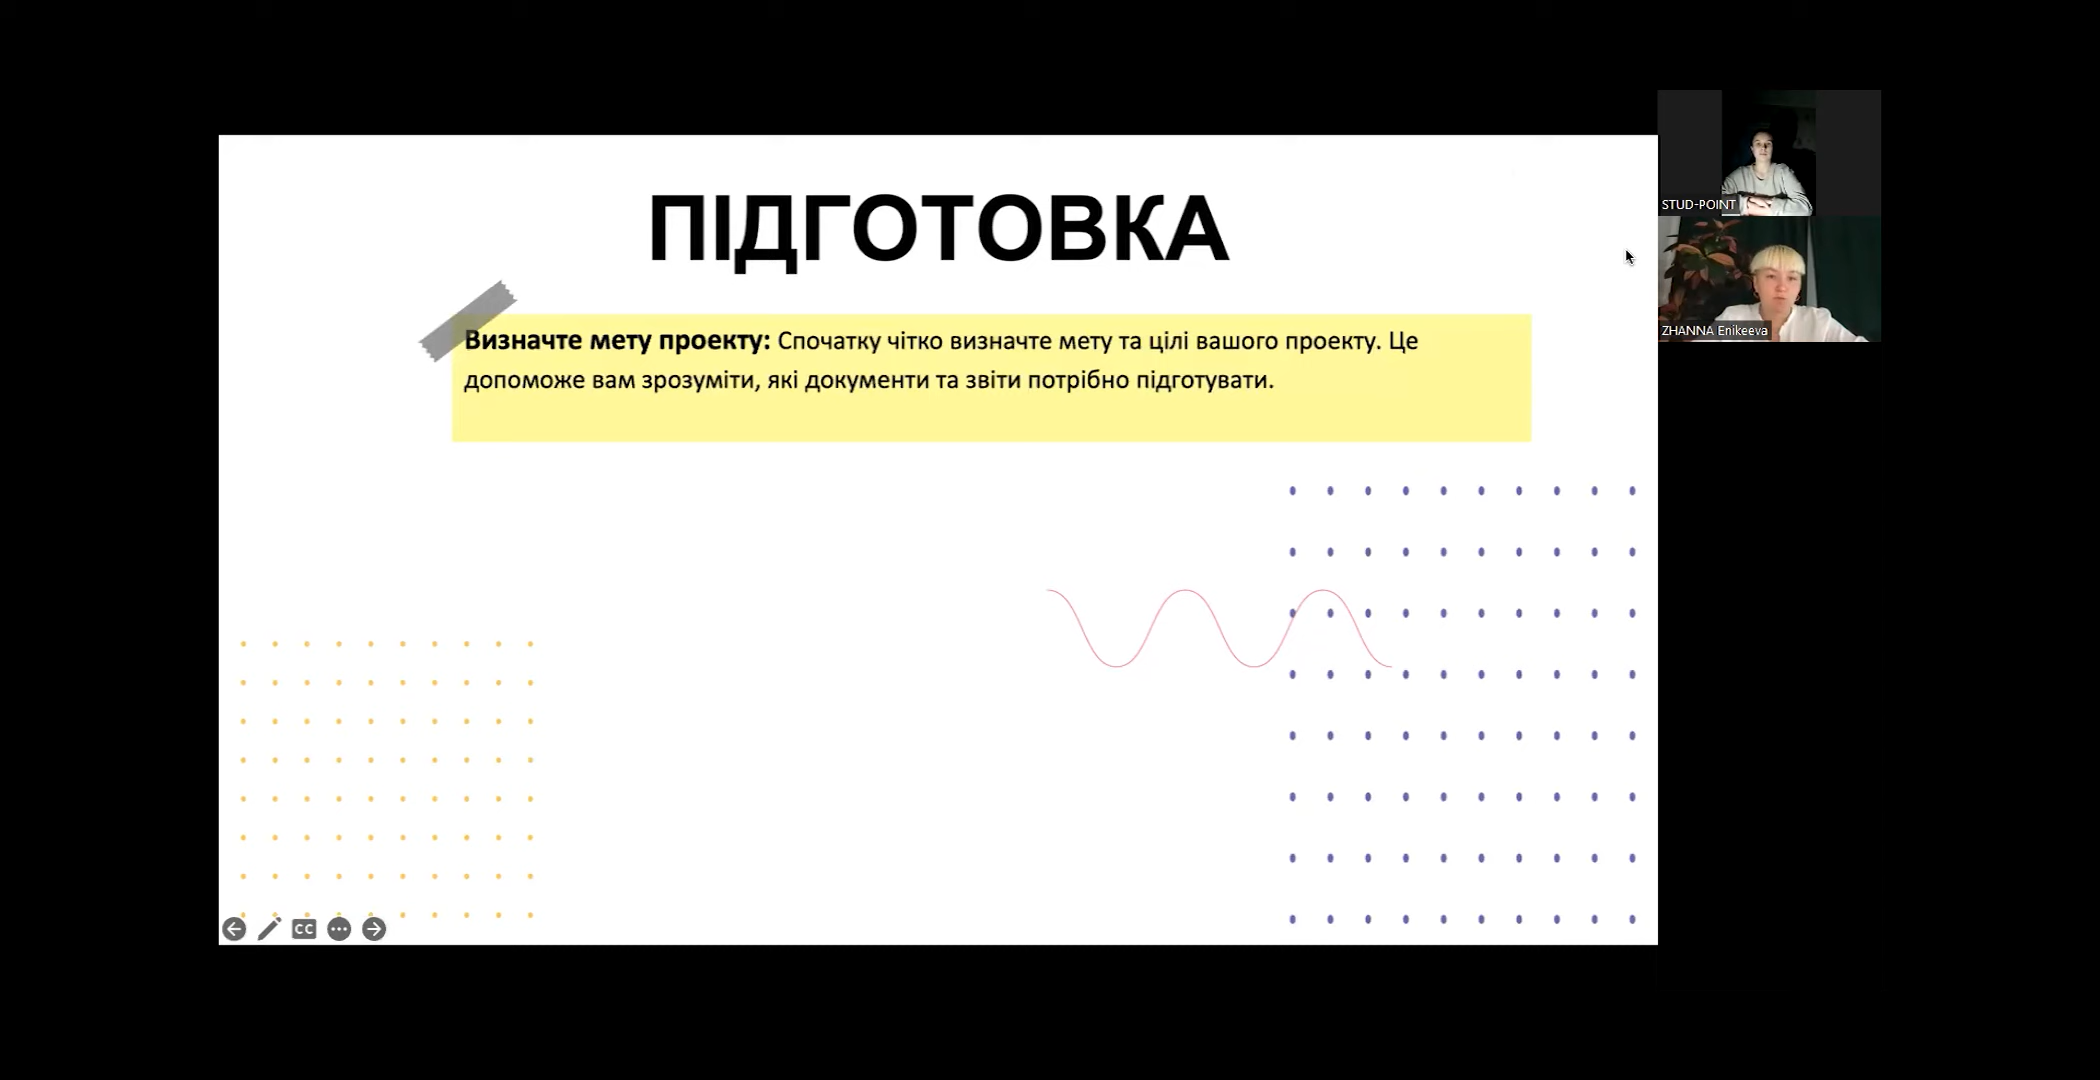 ПІДГОТОВКА
Визначте мету проекту: Спочатку чітко визначте мету та цілі вашого проекту. Це
допоможе вам зрозуміти, які документи та звіти потрібно підготувати.
STUD-POINT
ZHANNA Enikeeva
CC